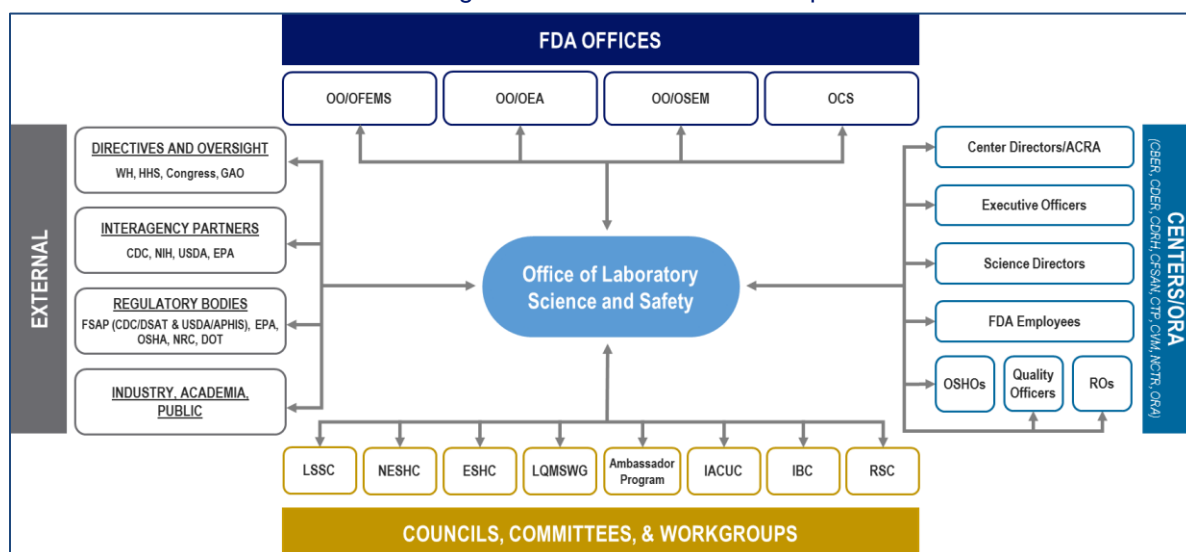 FDA OFFICES
OO/OFEMS
OO/OEA
OO/OSEM
OCS
EXTERNAL
DIRECTIVES AND OVERSIGHT
WH, HHS, Congress, GAO
INTERAGENCY PARTNERS
CDC, NIH, USDA, EPA
REGULATORY BODIES
FSAP (CDC/DSAT & USDA/APHIS), EPA,
OSHA, NRC, DOT
INDUSTRY, ACADEMIA,
PUBLIC
Office of Laboratory
Science and Safety
Center Directors/ACRA
Executive Officers
Science Directors
FDA Employees
OSHOs
Quality
Officers
ROs
CENTERS/ORA
(CBER, CDER, CDRH, CFSAN, CTP, CVM, NCTR, ORA)
LSSC
NESHC
ESHC
LQMSWG
Ambassador
Program
IACUC
IBC
RSC
COUNCILS, COMMITTEES, & WORKGROUPS